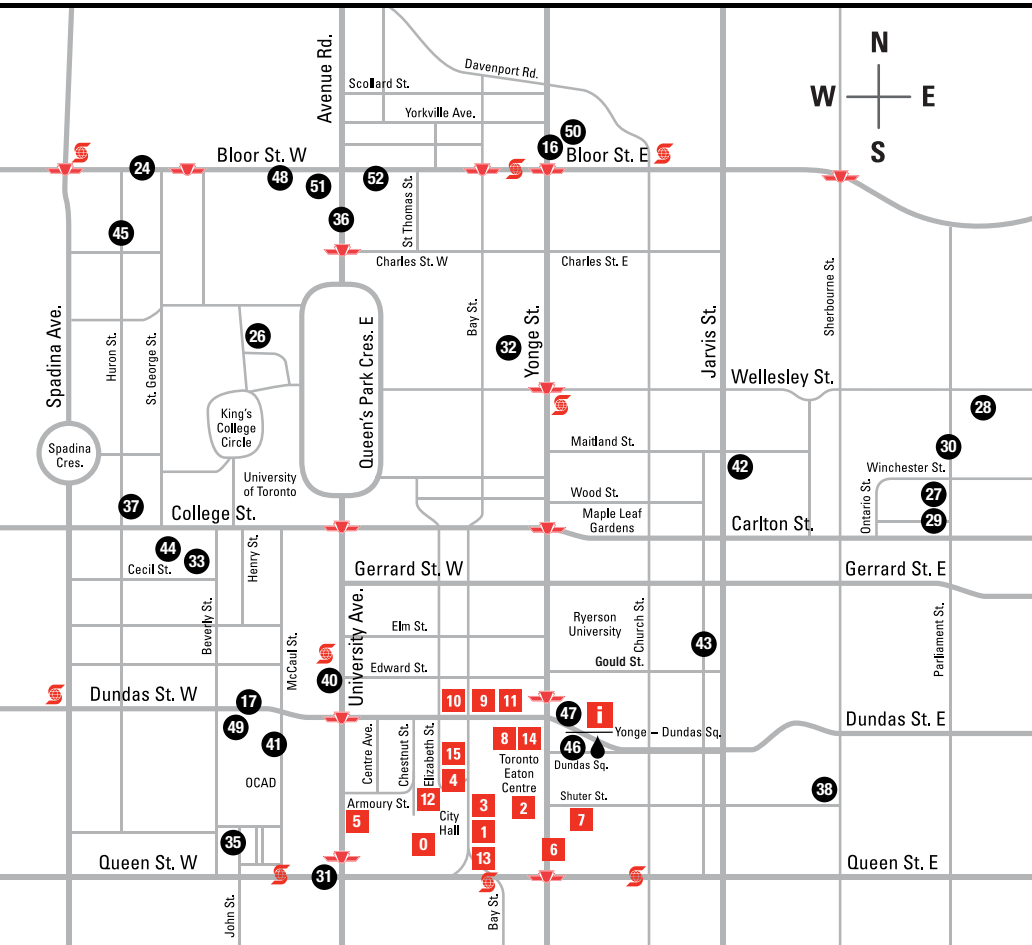 N
W E
S
Avenue Rd.
Davenport Rd.
Scollard St.
Yorkville Ave.
50
16
Bloor St. W
Bloor St. E
24
48
51
52
St Thomas St.
36
45
Charles St. W
Charles St. E
Spadina Ave.
Huron St.
St. George St.
26
Queen's Park Cres. E
Bay St.
32
Yonge St.
Jarvis St.
Sherbourne St.
Wellesley St.
28
King's
College
Circle
Spadina
Cres.
Maitland St.
42
30
Winchester St.
University
of Toronto
37
College St.
Wood St.
Maple Leaf
Gardens
Carlton St.
Ontario St.
27
29
44
33
Cecil St.
Henry St.
Gerrard St. W
Gerrard St. E
Beverly St.
McCaul St.
University Ave.
Elm St.
Ryerson
University
Church St.
43
Parliament St.
40
Edward St.
Gould St.
Dundas St. W
17
10
9
11
47
i
Yonge – Dundas Sq.
Dundas St. E
49
41
Centre Ave.
Chestnut St.
Elizabeth St.
8
14
46
Dundas Sq.
15
Toronto
Eaton
Centre
OCAD
4
38
Armoury St.
12
3
2
Shuter St.
5
City
Hall
7
35
0
1
Queen St. W
13
6
Queen St. E
31
John St.
Bay St.